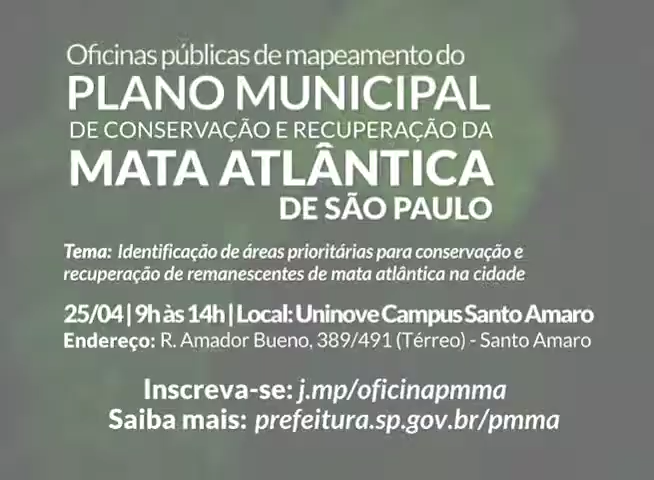 Oficinas públicas de mapeamento do
PLANO MUNICIPAL
DE CONSERVAÇÃO E RECUPERAÇÃO DA
MATA ATLÂNTICA
DE SÃO PAULO
Tema: Identificação de áreas prioritárias para conservação e
recuperação de remanescentes de mata atlântica na cidade
25/04 | 9h às 14h | Local: Uninove Campus Santo Amaro
Endereço: R. Amador Bueno, 389/491 (Térreo) - Santo Amaro
Inscreva-se: j.mp/oficinapmma
Saiba mais: prefeitura.sp.gov.br/pmma